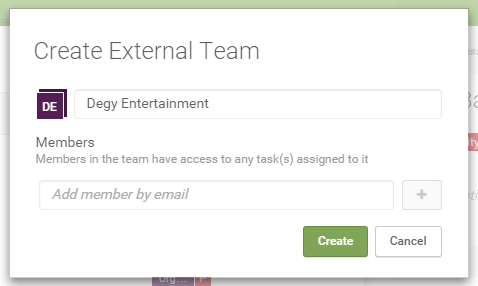 Create External Team
DE
Degy Entertainment
Members
Members in the team have access to any task(s) assigned to it
Add member by email
+
Create
Cancel